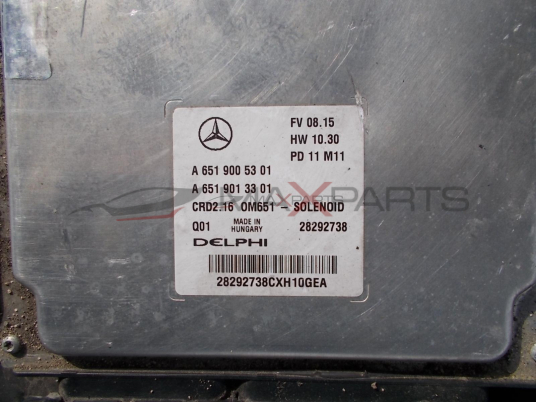 FV 08.15
HW 10.30
PD 11 M11
A 651 900 53 01
A 651 901 33 01
CRD2.16 OM651 - SOLENOID
Q01 MADE IN HUNGARY 28292738
DELPHI
28292738CXH10GEA
MAXPARTS